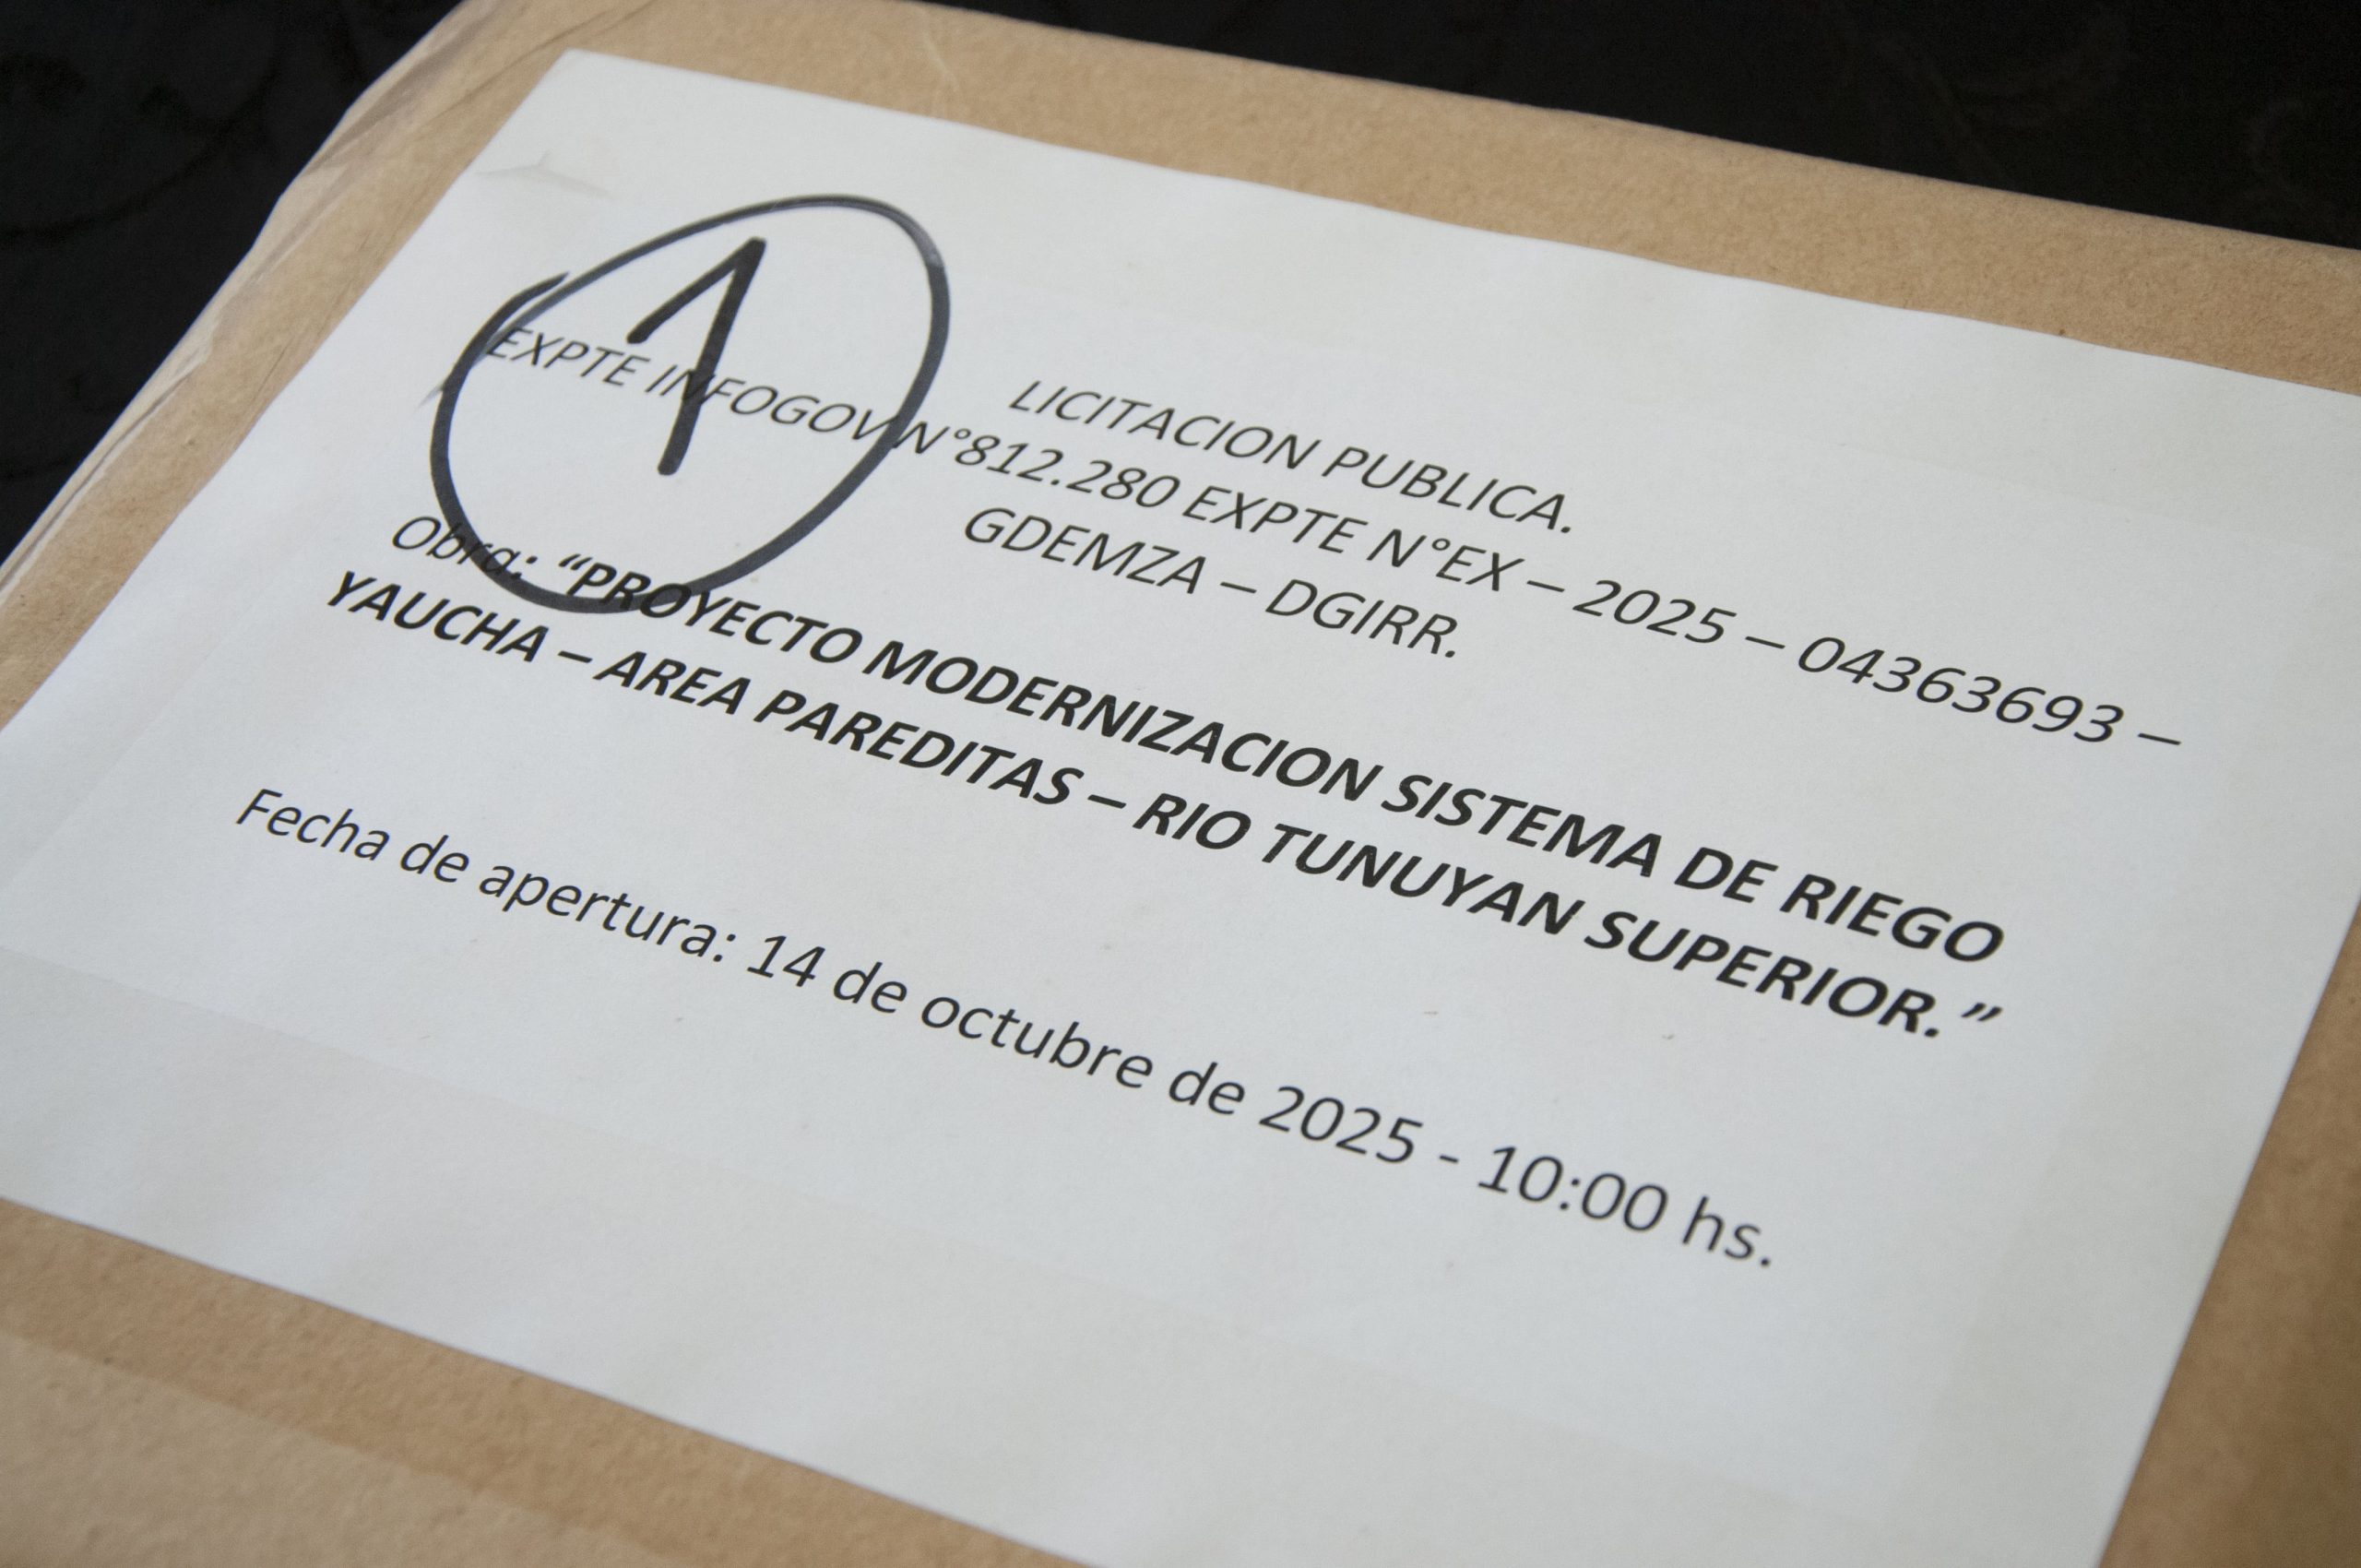 1
LICITACION PUBLICA.
EXPTE INFOGOV N°812.280 EXPTE N°EX – 2025 – 04363693 –
GDEMZA – DGIRR.
Obra: “PROYECTO MODERNIZACION SISTEMA DE RIEGO
YAUCHA – AREA PAREDITAS – RIO TUNUYAN SUPERIOR.”
Fecha de apertura: 14 de octubre de 2025 - 10:00 hs.